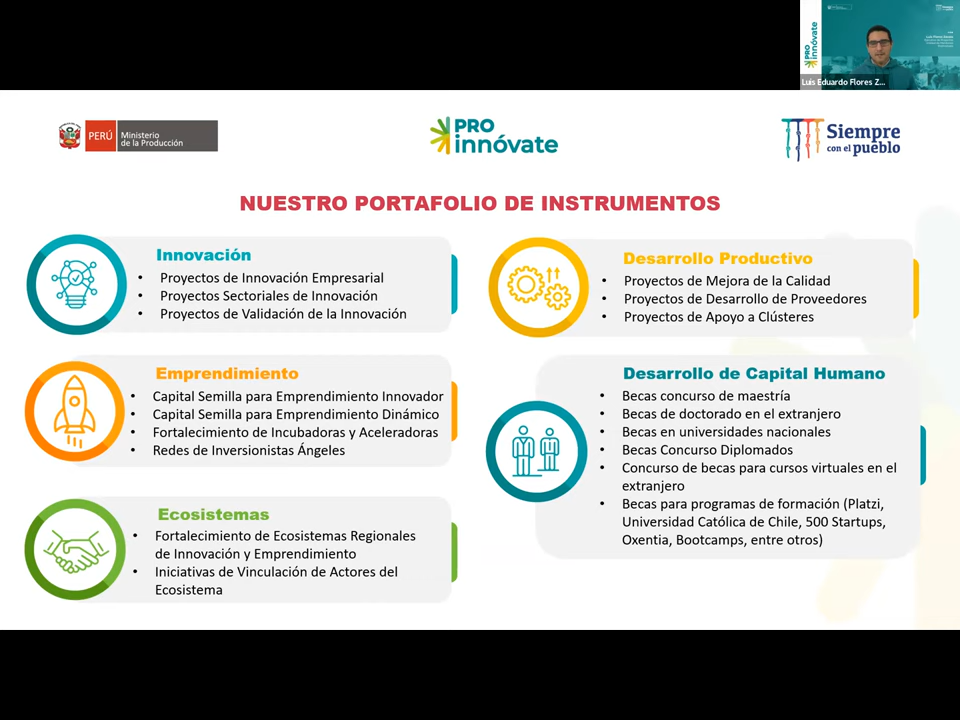 PRO
innóvate
Luis Eduardo Flores Z...
PERÚ
Ministerio
de la Producción
PRO
innóvate
Siempre
con el pueblo
NUESTRO PORTAFOLIO DE INSTRUMENTOS
Innovación
• Proyectos de Innovación Empresarial
• Proyectos Sectoriales de Innovación
• Proyectos de Validación de la Innovación
Emprendimiento
• Capital Semilla para Emprendimiento Innovador
• Capital Semilla para Emprendimiento Dinámico
• Fortalecimiento de Incubadoras y Aceleradoras
• Redes de Inversionistas Ángeles
Ecosistemas
• Fortalecimiento de Ecosistemas Regionales
de Innovación y Emprendimiento
• Iniciativas de Vinculación de Actores del
Ecosistema
Desarrollo Productivo
• Proyectos de Mejora de la Calidad
• Proyectos de Desarrollo de Proveedores
• Proyectos de Apoyo a Clústeres
Desarrollo de Capital Humano
• Becas concurso de maestría
• Becas de doctorado en el extranjero
• Becas en universidades nacionales
• Becas Concurso Diplomados
• Concurso de becas para cursos virtuales en el
extranjero
• Becas para programas de formación (Platzi,
Universidad Católica de Chile, 500 Startups,
Oxentia, Bootcamps, entre otros)